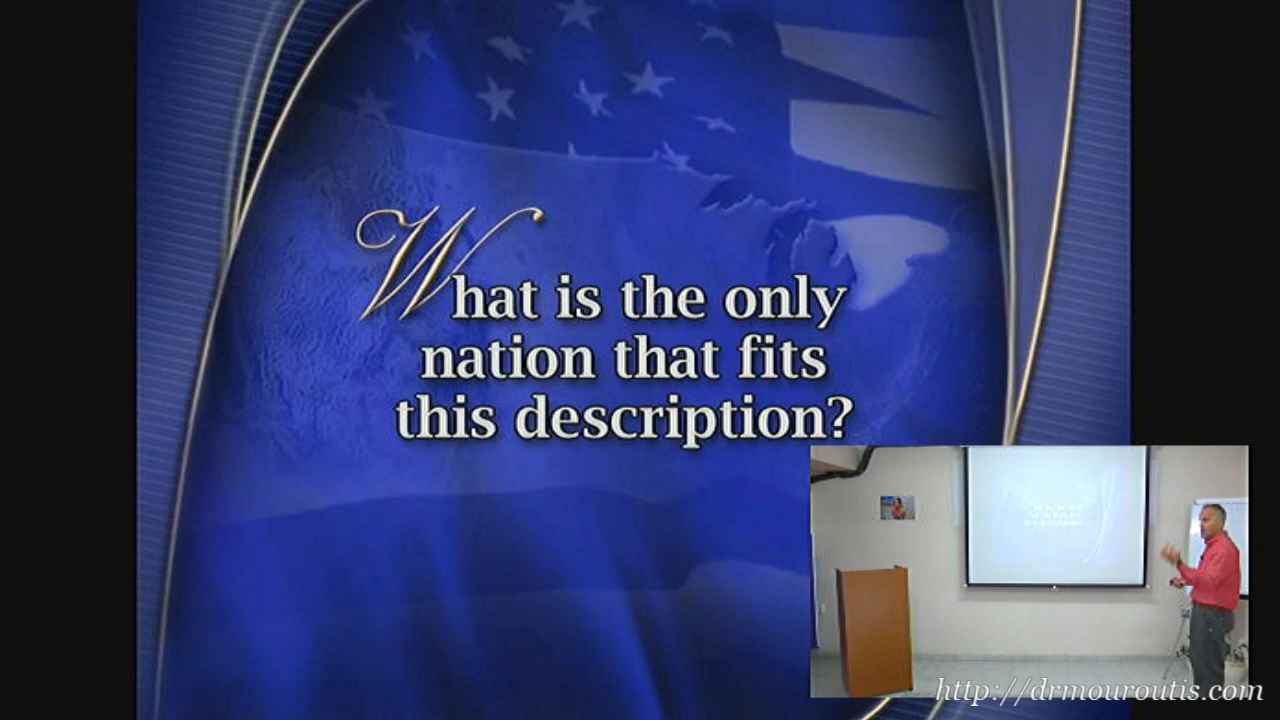 What is the only
nation that fits
this description?
http://drmouroutis.com